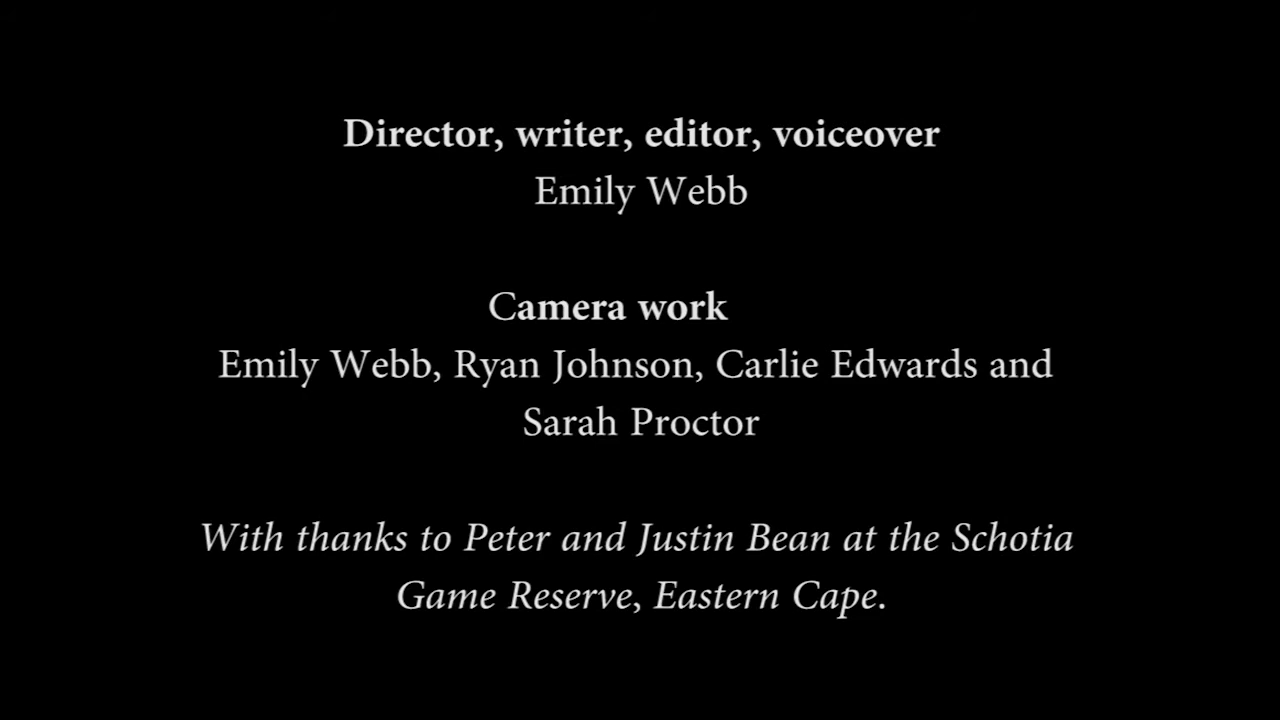 Director, writer, editor, voiceover
Emily Webb
Camera work
Emily Webb, Ryan Johnson, Carlie Edwards and
Sarah Proctor
With thanks to Peter and Justin Bean at the Schotia
Game Reserve, Eastern Cape.